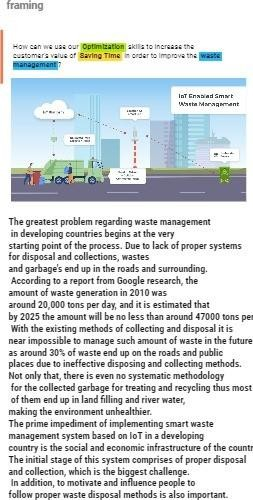 framing
How can we use our Optimization skills to increase the
customer's value of Saving Time in order to improve the waste
management?
IoT Enabled Smart
Waste Management
The greatest problem regarding waste management
in developing countries begins at the very
starting point of the process. Due to lack of proper systems
for disposal and collections, wastes
and garbage's end up in the roads and surrounding.
According to a report from Google research, the
amount of waste generation in 2010 was
around 20,000 tons per day, and it is estimated that
by 2025 the amount will be no less than around 47000 tons per
With the existing methods of collecting and disposal it is
near impossible to manage such amount of waste in the future
as around 30% of waste end up on the roads and public
places due to ineffective disposing and collecting methods.
Not only that, there is even no systematic methodology
for the collected garbage for treating and recycling thus most
of them end up in land filling and river water,
making the environment unhealthier.
The prime impediment of implementing smart waste
management system based on IoT in a developing
country is the social and economic infrastructure of the countr
The initial stage of this system comprises of proper disposal
and collection, which is the biggest challenge.
In addition, to motivate and influence people to
follow proper waste disposal methods is also important.